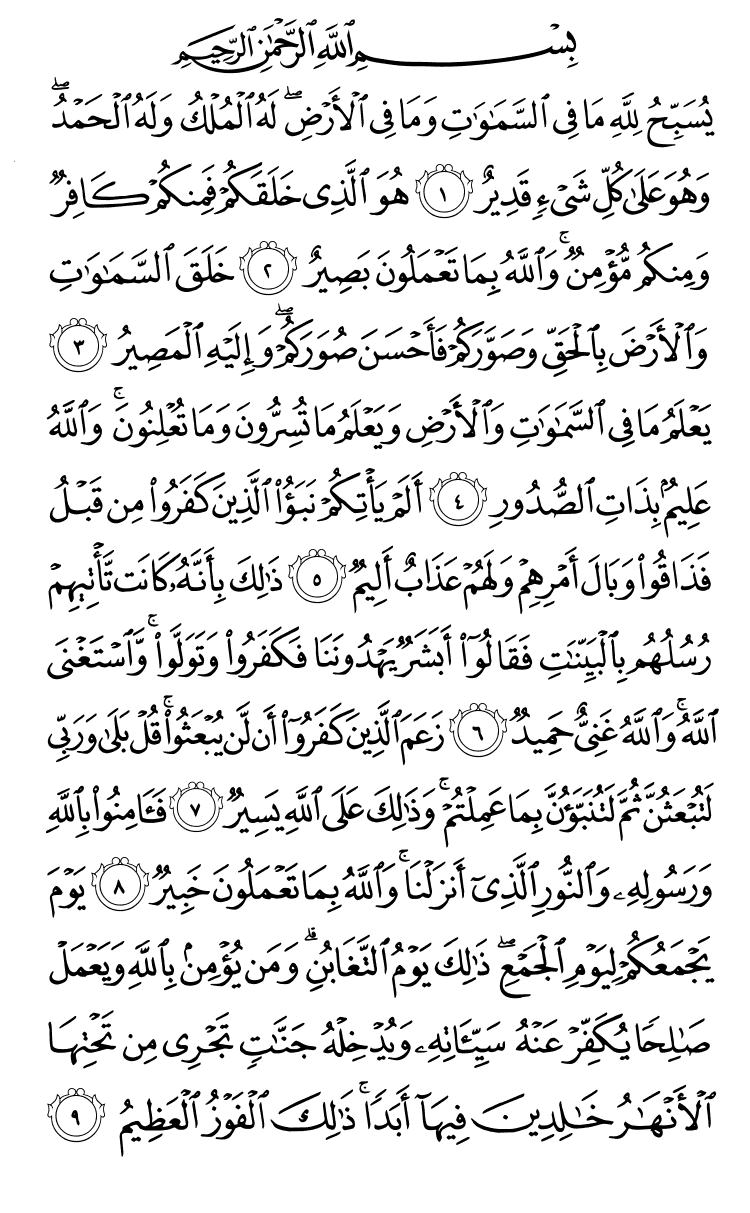 بِسْمِ ٱللَّهِ ٱلرَّحْمَٰنِ ٱلرَّحِيمِ
يُسَبِّحُ لِلَّهِ مَا فِى ٱلسَّمَٰوَٰتِ وَمَا فِى ٱلْأَرْضِ ۖ لَهُ ٱلْمُلْكُ وَلَهُ ٱلْحَمْدُ ۖ
وَهُوَ عَلَىٰ كُلِّ شَىْءٍ قَدِيرٌ ١ هُوَ ٱلَّذِى خَلَقَكُمْ فَمِنكُمْ كَافِرٌ
وَمِنكُم مُّؤْمِنٌ ۚ وَٱللَّهُ بِمَا تَعْمَلُونَ بَصِيرٌ ٢ خَلَقَ ٱلسَّمَٰوَٰتِ
وَٱلْأَرْضَ بِٱلْحَقِّ وَصَوَّرَكُمْ فَأَحْسَنَ صُوَرَكُمْ ۖ وَإِلَيْهِ ٱلْمَصِيرُ ٣
يَعْلَمُ مَا فِى ٱلسَّمَٰوَٰتِ وَٱلْأَرْضِ وَيَعْلَمُ مَا تُسِرُّونَ وَمَا تُعْلِنُونَ ۚ وَٱللَّهُ
عَلِيمٌۢ بِذَاتِ ٱلصُّدُورِ ٤ أَلَمْ يَأْتِكُمْ نَبَؤُا۟ ٱلَّذِينَ كَفَرُوا۟ مِن قَبْلُ
فَذَاقُوا۟ وَبَالَ أَمْرِهِمْ وَلَهُمْ عَذَابٌ أَلِيمٌ ٥ ذَٰلِكَ بِأَنَّهُۥ كَانَت تَّأْتِيهِمْ
رُسُلُهُم بِٱلْبَيِّنَٰتِ فَقَالُوٓا۟ أَبَشَرٌ يَهْدُونَنَا فَكَفَرُوا۟ وَتَوَلَّوا۟ ۚ وَّٱسْتَغْنَى
ٱللَّهُ ۚ وَٱللَّهُ غَنِىٌّ حَمِيدٌ ٦ زَعَمَ ٱلَّذِينَ كَفَرُوٓا۟ أَن لَّن يُبْعَثُوا۟ ۚ قُلْ بَلَىٰ وَرَبِّى
لَتُبْعَثُنَّ ثُمَّ لَتُنَبَّؤُنَّ بِمَا عَمِلْتُمْ ۚ وَذَٰلِكَ عَلَى ٱللَّهِ يَسِيرٌ ٧ فَـَٔامِنُوا۟ بِٱللَّهِ
وَرَسُولِهِۦ وَٱلنُّورِ ٱلَّذِىٓ أَنزَلْنَا ۚ وَٱللَّهُ بِمَا تَعْمَلُونَ خَبِيرٌ ٨ يَوْمَ
يَجْمَعُكُمْ لِيَوْمِ ٱلْجَمْعِ ۖ ذَٰلِكَ يَوْمُ ٱلتَّغَابُنِ ۗ وَمَن يُؤْمِنۢ بِٱللَّهِ وَيَعْمَلْ
صَٰلِحًا يُكَفِّرْ عَنْهُ سَيِّـَٔاتِهِۦ وَيُدْخِلْهُ جَنَّٰتٍ تَجْرِى مِن تَحْتِهَا
ٱلْأَنْهَٰرُ خَٰلِدِينَ فِيهَآ أَبَدًا ۚ ذَٰلِكَ ٱلْفَوْزُ ٱلْعَظِيمُ ٩